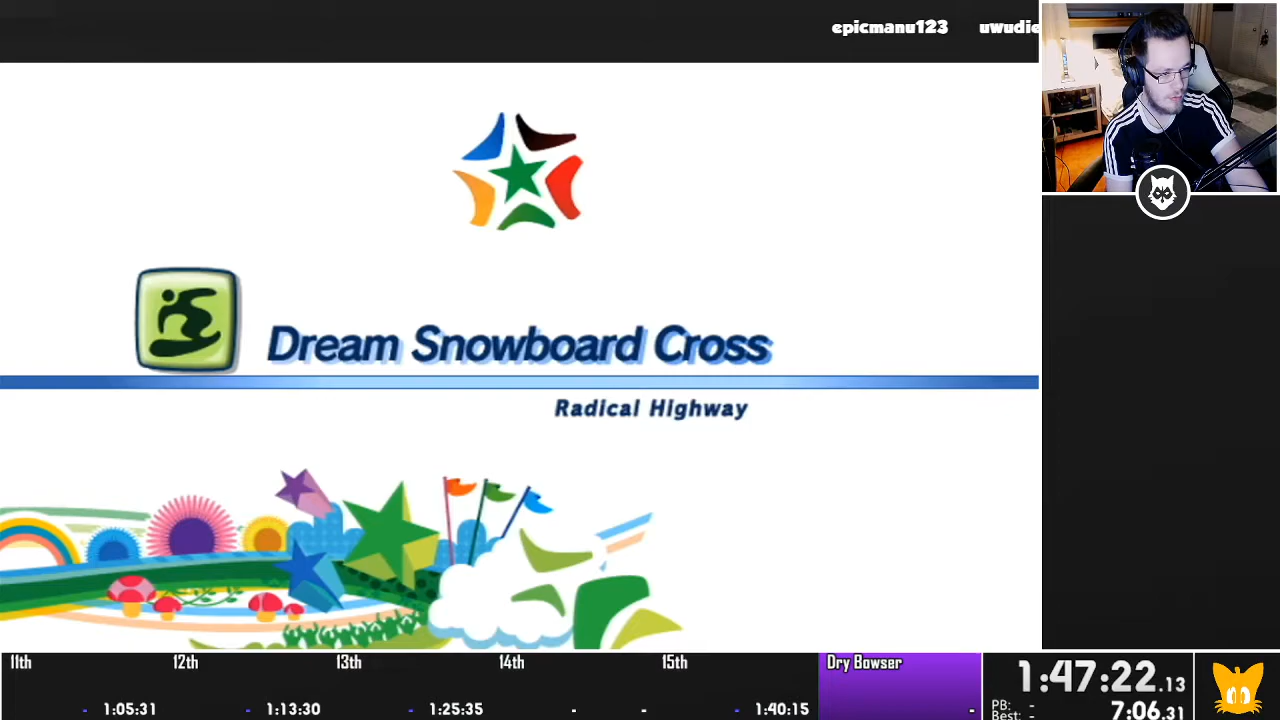 epicmanu123 uwudie
Dream Snowboard Cross
Radical Highway
11th 12th 13th 14th 15th Dry Bowser
- 1:05:31 - 1:13:30 - 1:25:35 - - - 1:40:15 -
1:47:22.13
PB: -
Best: - 7:06.31